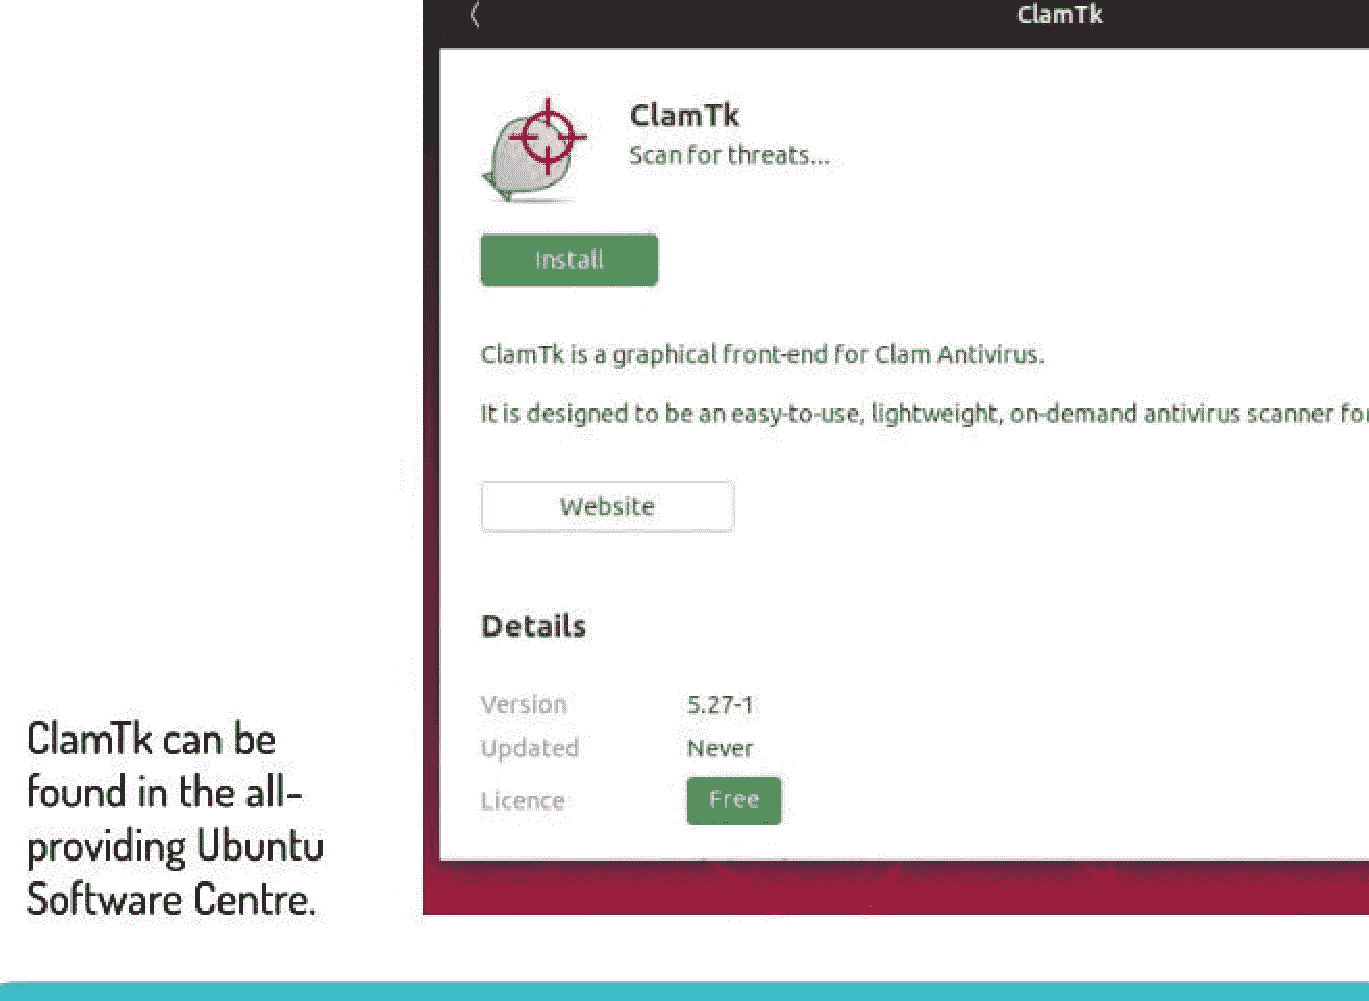 ClamTk
ClamTk
Scan for threats...
Install
ClamTk is a graphical front-end for Clam Antivirus.
It is designed to be an easy-to-use, lightweight, on-demand antivirus scanner for
Website
Details
Version 5.27-1
Updated Never
Licence Free
ClamTk can be
found in the all-
providing Ubuntu
Software Centre.